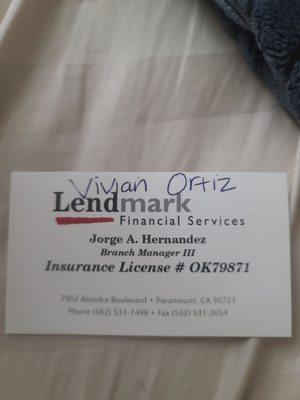 Vivian Ortiz
Lendmark
Financial Services
Jorge A. Hernandez
Branch Manager III
Insurance License # OK79871
7902 Alondra Boulevard • Paramount, CA 90723
Phone (562) 531-7498 • Fax (562) 531-3654